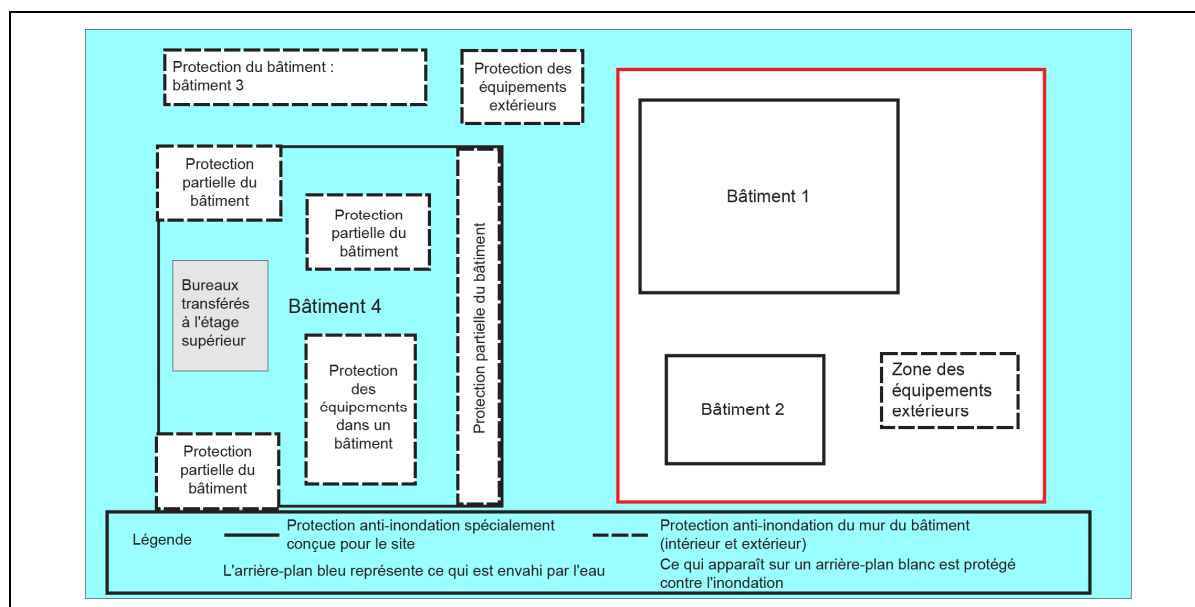 Protection du bâtiment :
bâtiment 3
Protection des
équipements
extérieurs
Protection
partielle du
bâtiment
Protection
partielle du
bâtiment
Protection partielle du bâtiment
Bâtiment 1
Bureaux
transférés
à l'étage
supérieur
Bâtiment 4
Protection
des
équipements
dans un
bâtiment
Bâtiment 2
Zone des
équipements
extérieurs
Protection
partielle du
bâtiment
Légende
Protection anti-inondation spécialement
conçue pour le site
Protection anti-inondation du mur du bâtiment
(intérieur et extérieur)
L'arrière-plan bleu représente ce qui est envahi par l'eau
Ce qui apparaît sur un arrière-plan blanc est protégé
contre l'inondation